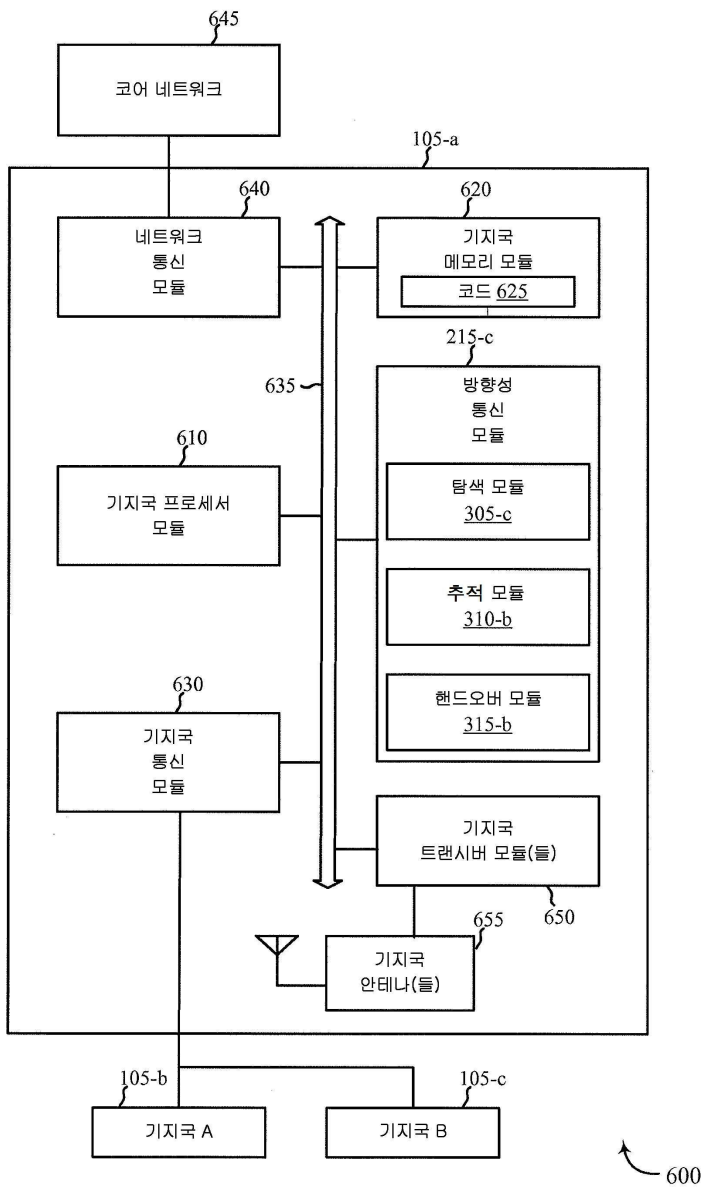 645
코어 네트워크
105-a
640
네트워크
통신
모듈
620
기지국
메모리 모듈
코드 625
215-c
방향성
통신
모듈
635
610
기지국 프로세서
모듈
탐색 모듈
305-c
추적 모듈
310-b
핸드오버 모듈
315-b
630
기지국
통신
모듈
기지국
트랜시버 모듈(들)
650
655
기지국
안테나(들)
105-b
기지국 A
105-c
기지국 B
600